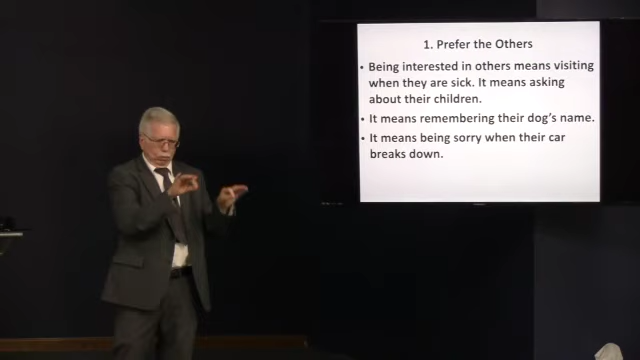 1. Prefer the Others
• Being interested in others means visiting
when they are sick. It means asking
about their children.
• It means remembering their dog's name.
• It means being sorry when their car
breaks down.